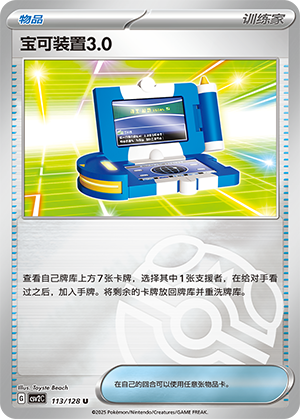 物品
训练家
宝可装置3.0
查看自己牌库上方7张卡牌，选择其中1张支援者，在给对手看
过之后，加入手牌。将剩余的卡牌放回牌库并重洗牌库。
Illus. Toyste Beach
G CSV2C 113/128 U
在自己的回合可以使用任意张物品卡。
©2025 Pokémon/Nintendo/Creatures/GAME FREAK.